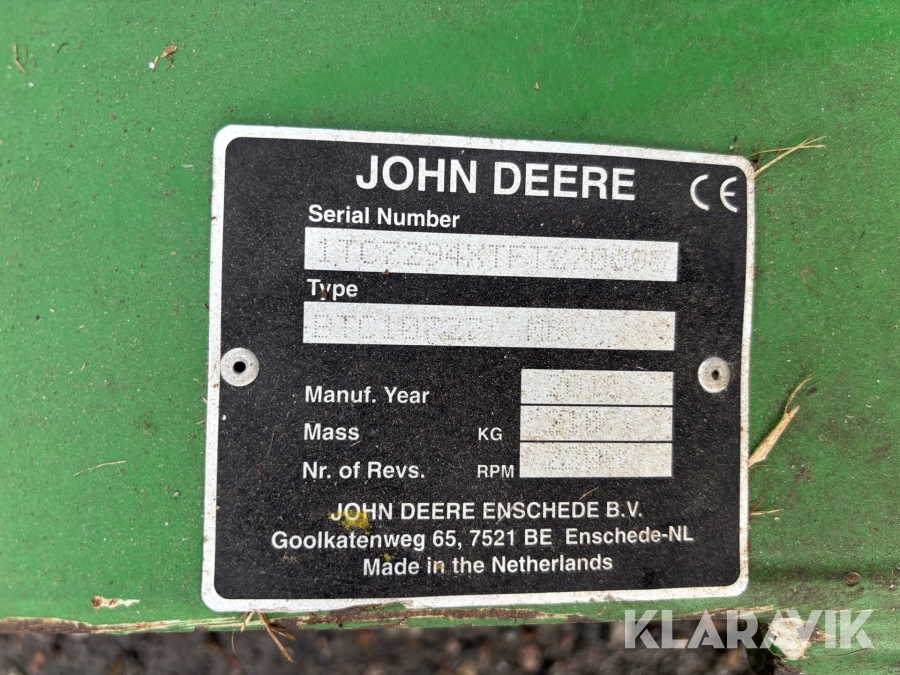 JOHN DEERE CE
Serial Number
Type
Manuf. Year
Mass KG
Nr. of Revs. RPM
JOHN DEERE ENSCHEDE B.V.
Goolkatenweg 65, 7521 BE Enschede-NL
Made in the Netherlands
KLARAVIK